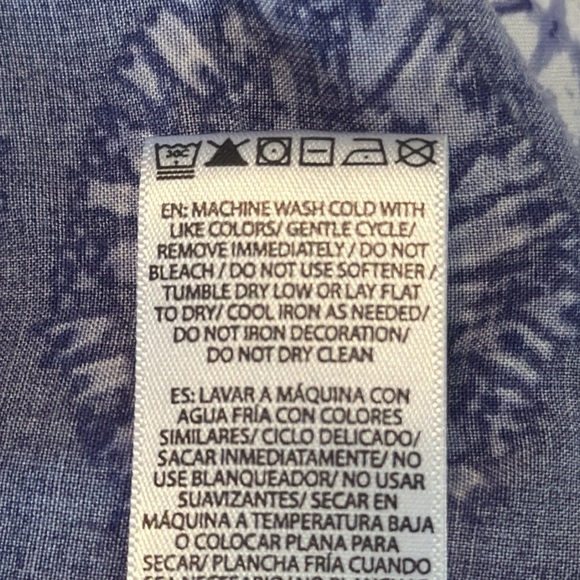 30C
EN: MACHINE WASH COLD WITH
LIKE COLORS/ GENTLE CYCLE/
REMOVE IMMEDIATELY / DO NOT
BLEACH / DO NOT USE SOFTENER /
TUMBLE DRY LOW OR LAY FLAT
TO DRY/ COOL IRON AS NEEDED/
DO NOT IRON DECORATION/
DO NOT DRY CLEAN
ES: LAVAR A MÁQUINA CON
AGUA FRÍA CON COLORES
SIMILARES/ CICLO DELICADO/
SACAR INMEDIATAMENTE/ NO
USE BLANQUEADOR/ NO USAR
SUAVIZANTES/ SECAR EN
MÁQUINA A TEMPERATURA BAJA
O COLOCAR PLANA PARA
SECAR/ PLANCHA FRÍA CUANDO